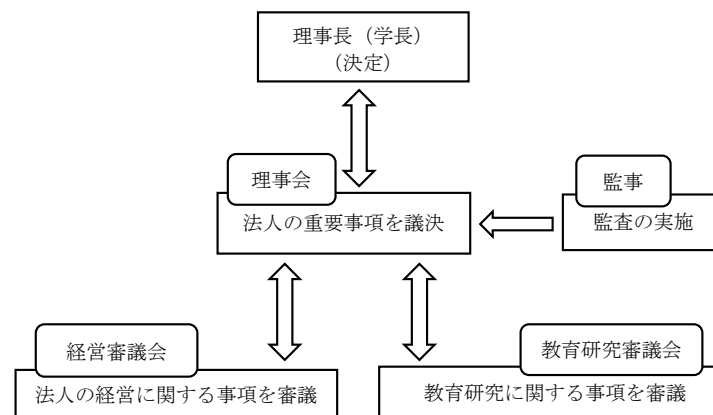 理事長（学長）
（決定）
理事会
監事
法人の重要事項を議決
監査の実施
経営審議会
教育研究審議会
法人の経営に関する事項を審議
教育研究に関する事項を審議